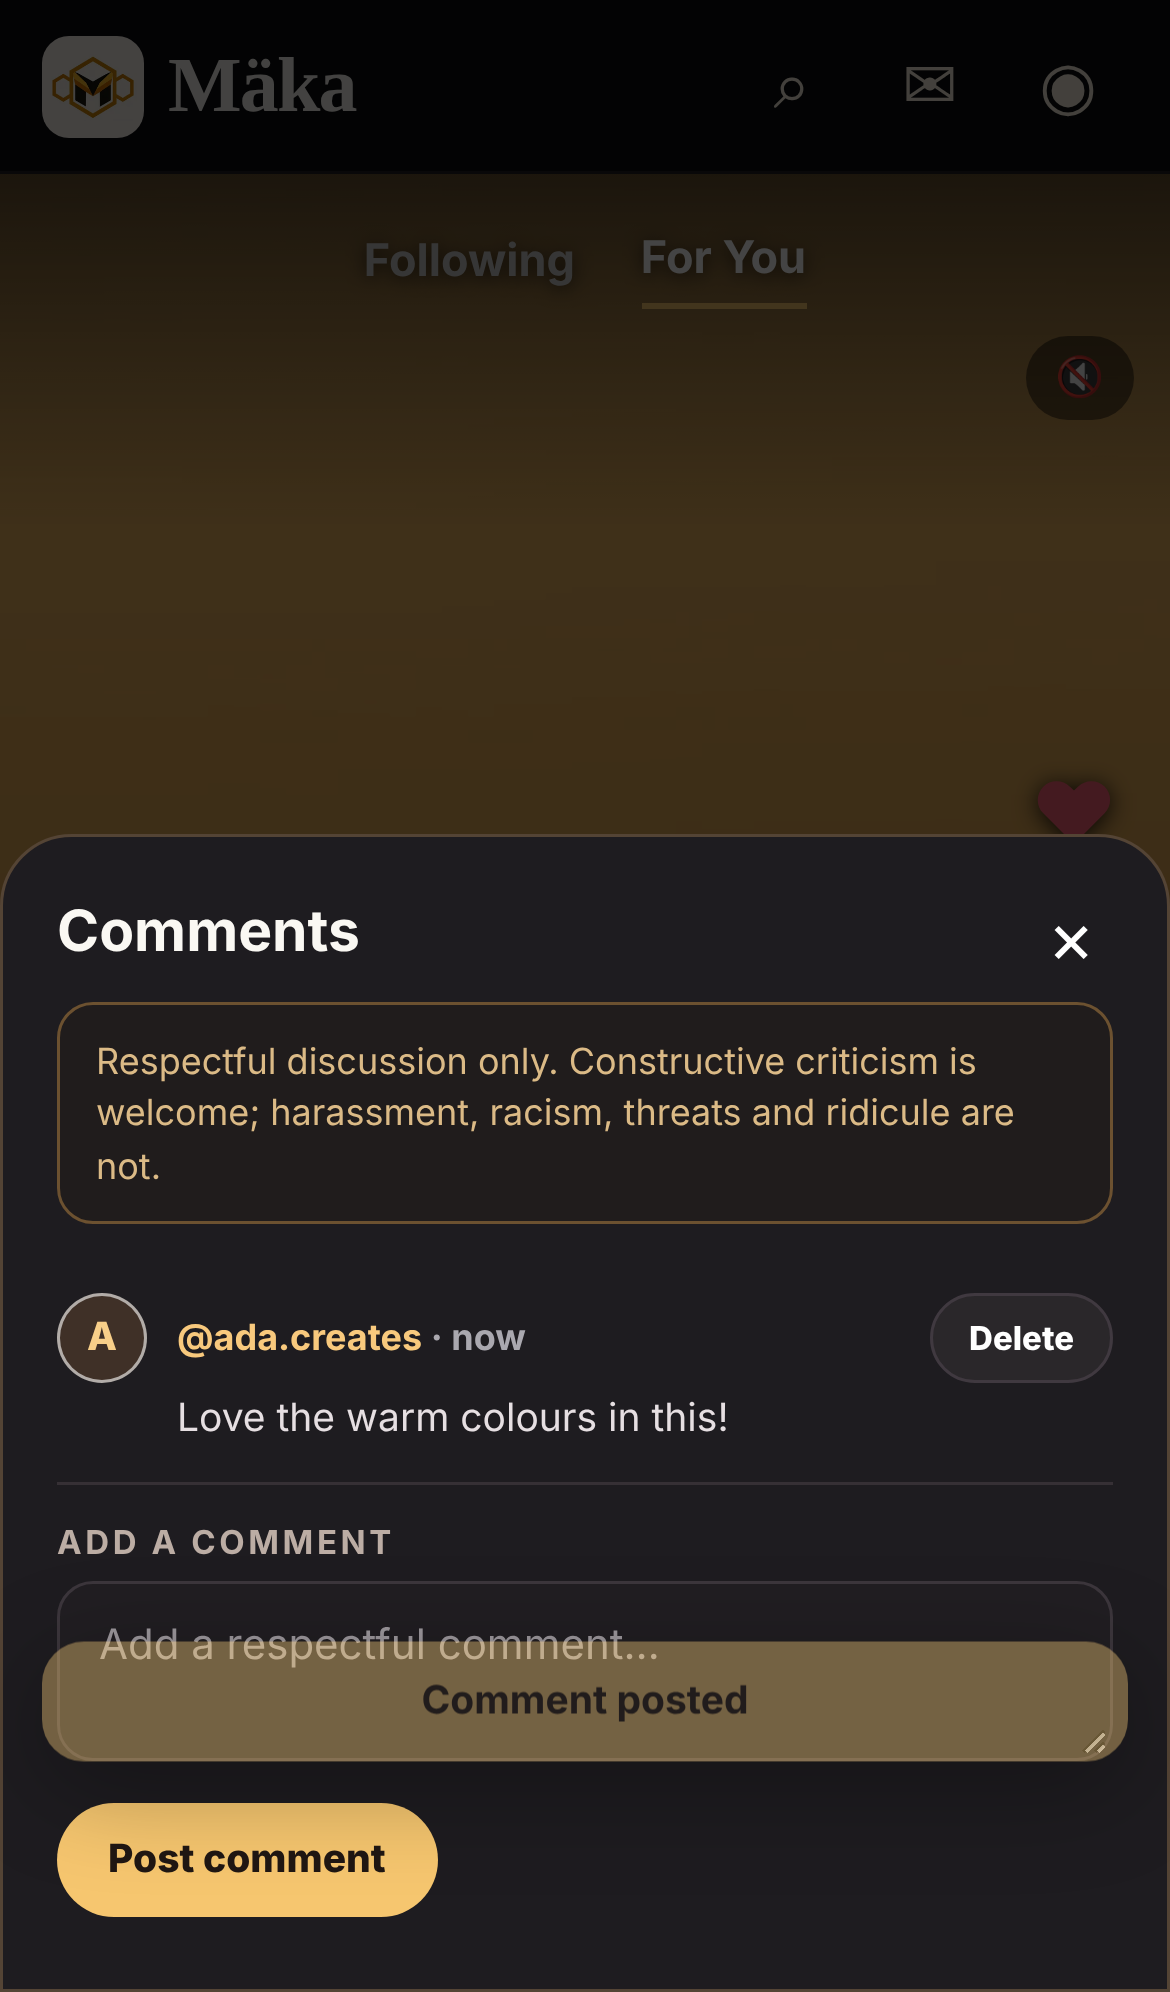 Mäka
Following
For You
Comments
Respectful discussion only. Constructive criticism is
welcome; harassment, racism, threats and ridicule are
not.
A
@ada.creates · now
Delete
Love the warm colours in this!
ADD A COMMENT
Add a respectful comment...
Comment posted
Post comment